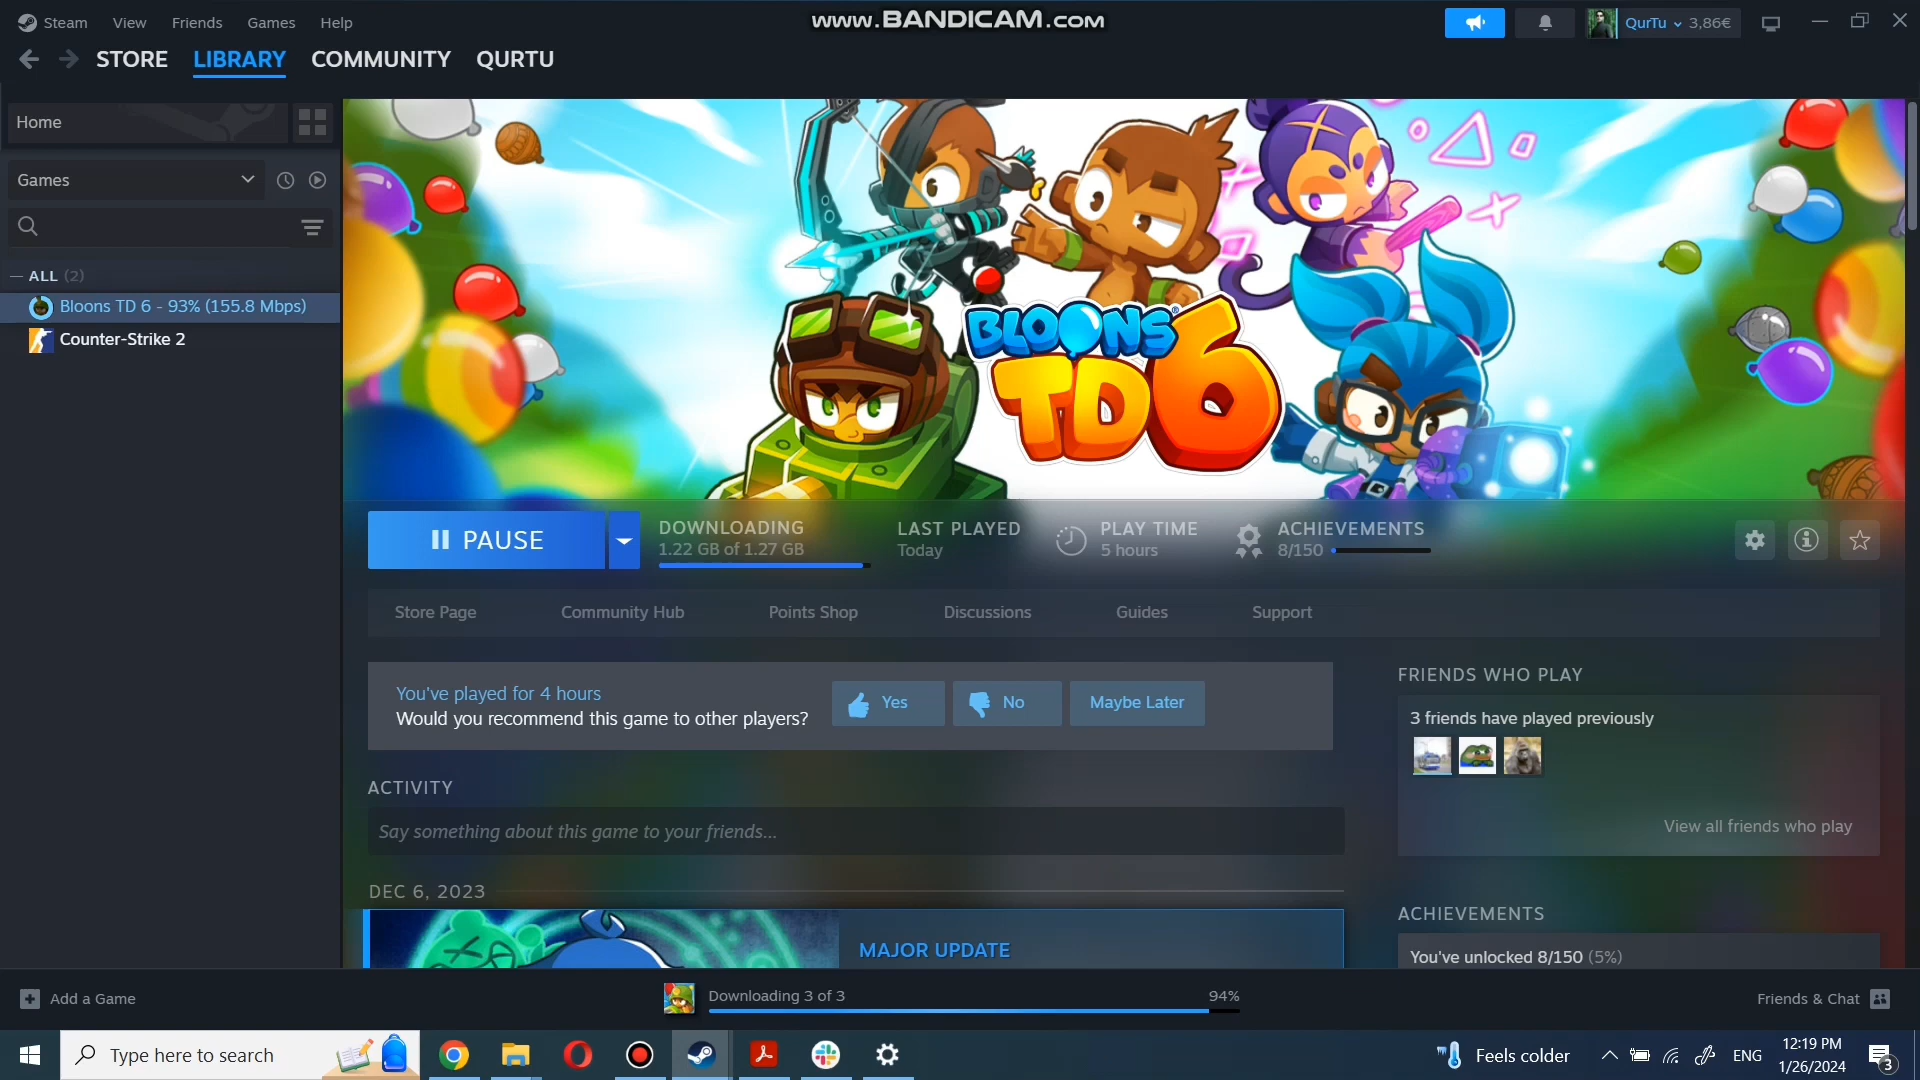 Steam View Friends Games Help
www.BANDICAM.com
QurTu 3,86€
STORE LIBRARY COMMUNITY QURTU
Home
Games
ALL (2)
Bloons TD 6 - 93% (155.8 Mbps)
Counter-Strike 2
BLOONS®
TD6
PAUSE
DOWNLOADING
1.22 GB of 1.27 GB
LAST PLAYED
Today
PLAY TIME
5 hours
ACHIEVEMENTS
8/150
Store Page Community Hub Points Shop Discussions Guides Support
You've played for 4 hours
Would you recommend this game to other players?
Yes No Maybe Later
FRIENDS WHO PLAY
3 friends have played previously
View all friends who play
ACTIVITY
Say something about this game to your friends...
DEC 6, 2023
MAJOR UPDATE
ACHIEVEMENTS
You've unlocked 8/150 (5%)
Add a Game
Downloading 3 of 3 94%
Friends & Chat
Type here to search
Feels colder
ENG
12:19 PM
1/26/2024
3